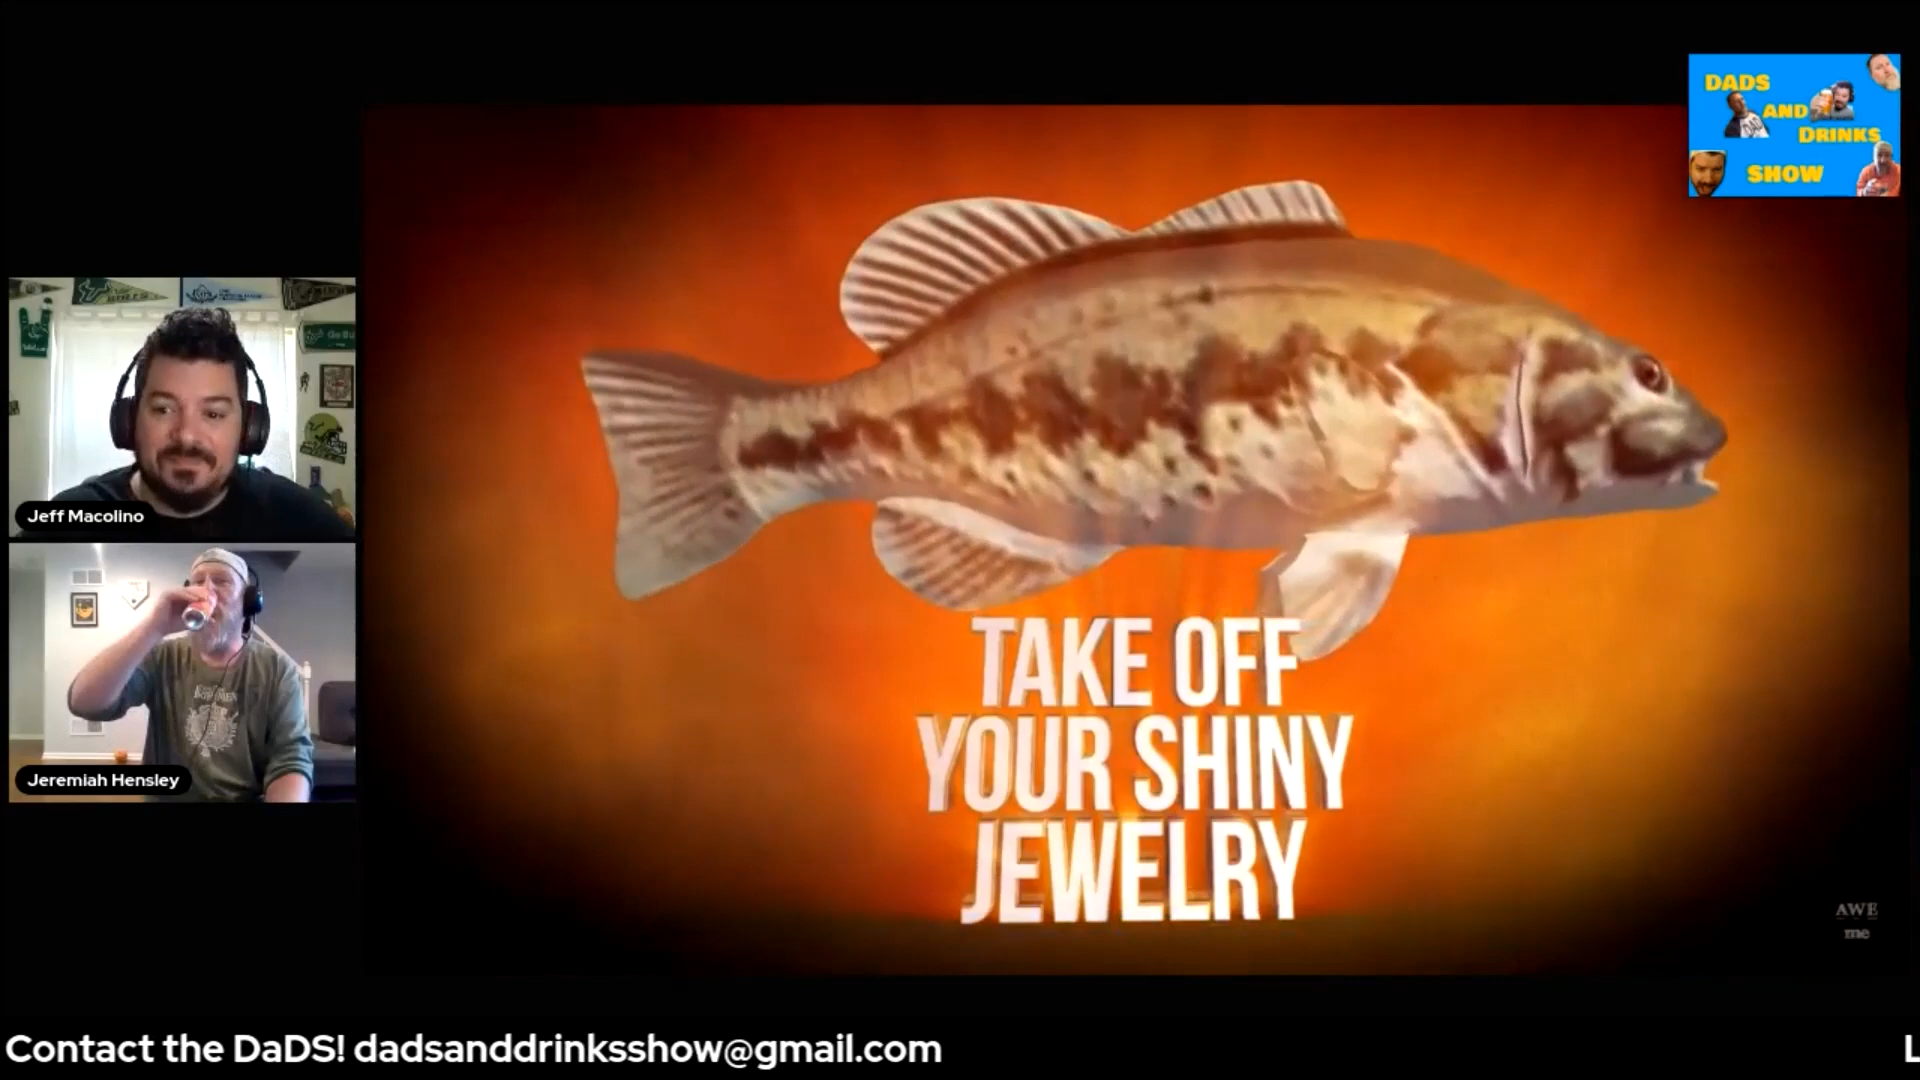 DADS
AND
DRINKS
SHOW
Jeff Macolino
Jeremiah Hensley
TAKE OFF
YOUR SHINY
JEWELRY
AWE
me
Contact the DaDS! dadsanddrinksshow@gmail.com
L